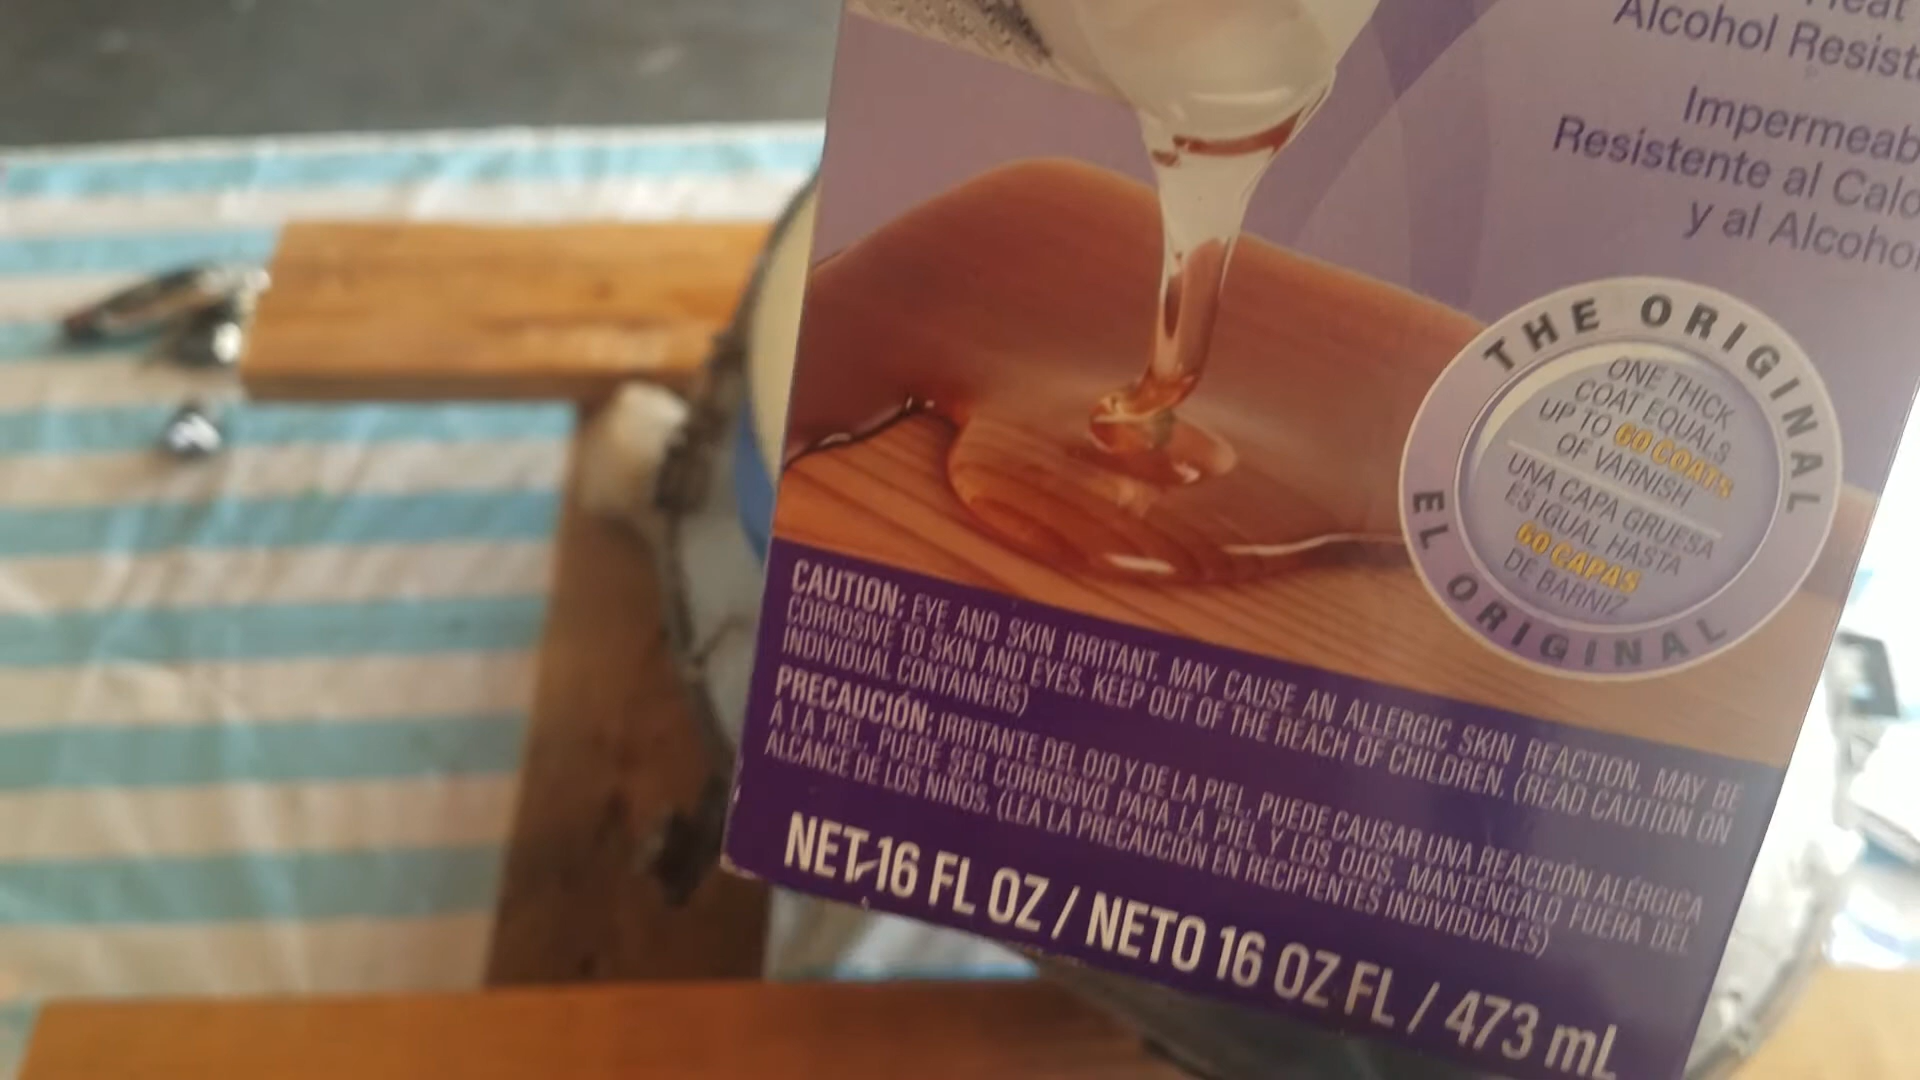 Alcohol Resist
Impermeab
Resistente al Calo
y al Alcohol
THE ORIGINAL
ONE THICK
COAT EQUALS
UP TO 60 COATS
OF VARNISH
UNA CAPA GRUESA
ES IGUAL HASTA
60 CAPAS
DE BARNIZ
EL ORIGINAL
CAUTION: EYE AND SKIN IRRITANT. MAY CAUSE AN ALLERGIC SKIN REACTION. MAY BE
CORROSIVE TO SKIN AND EYES. KEEP OUT OF THE REACH OF CHILDREN. (READ CAUTION ON
INDIVIDUAL CONTAINERS)
PRECAUCIÓN: IRRITANTE DEL OJO Y DE LA PIEL. PUEDE CAUSAR UNA REACCIÓN ALÉRGICA
A LA PIEL. PUEDE SER CORROSIVO PARA LA PIEL Y LOS OJOS. MANTÉNGALO FUERA DEL
ALCANCE DE LOS NIÑOS. (LEA LA PRECAUCIÓN EN RECIPIENTES INDIVIDUALES)
NET 16 FL OZ / NETO 16 OZ FL / 473 mL